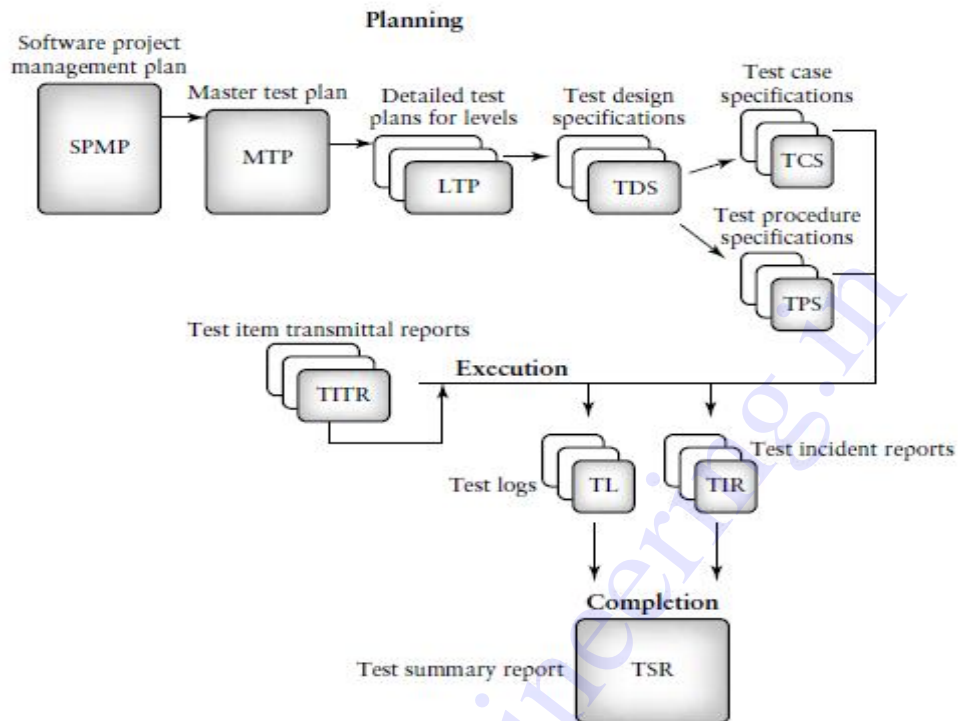 Planning
Software project
management plan
SPMP
Master test plan
MTP
Detailed test
plans for levels
LTP
Test design
specifications
TDS
Test case
specifications
TCS
Test procedure
specifications
TPS
Test item transmittal reports
TITR
Execution
Test logs
TL
TIR
Test incident reports
Completion
Test summary report
TSR
ineering.in